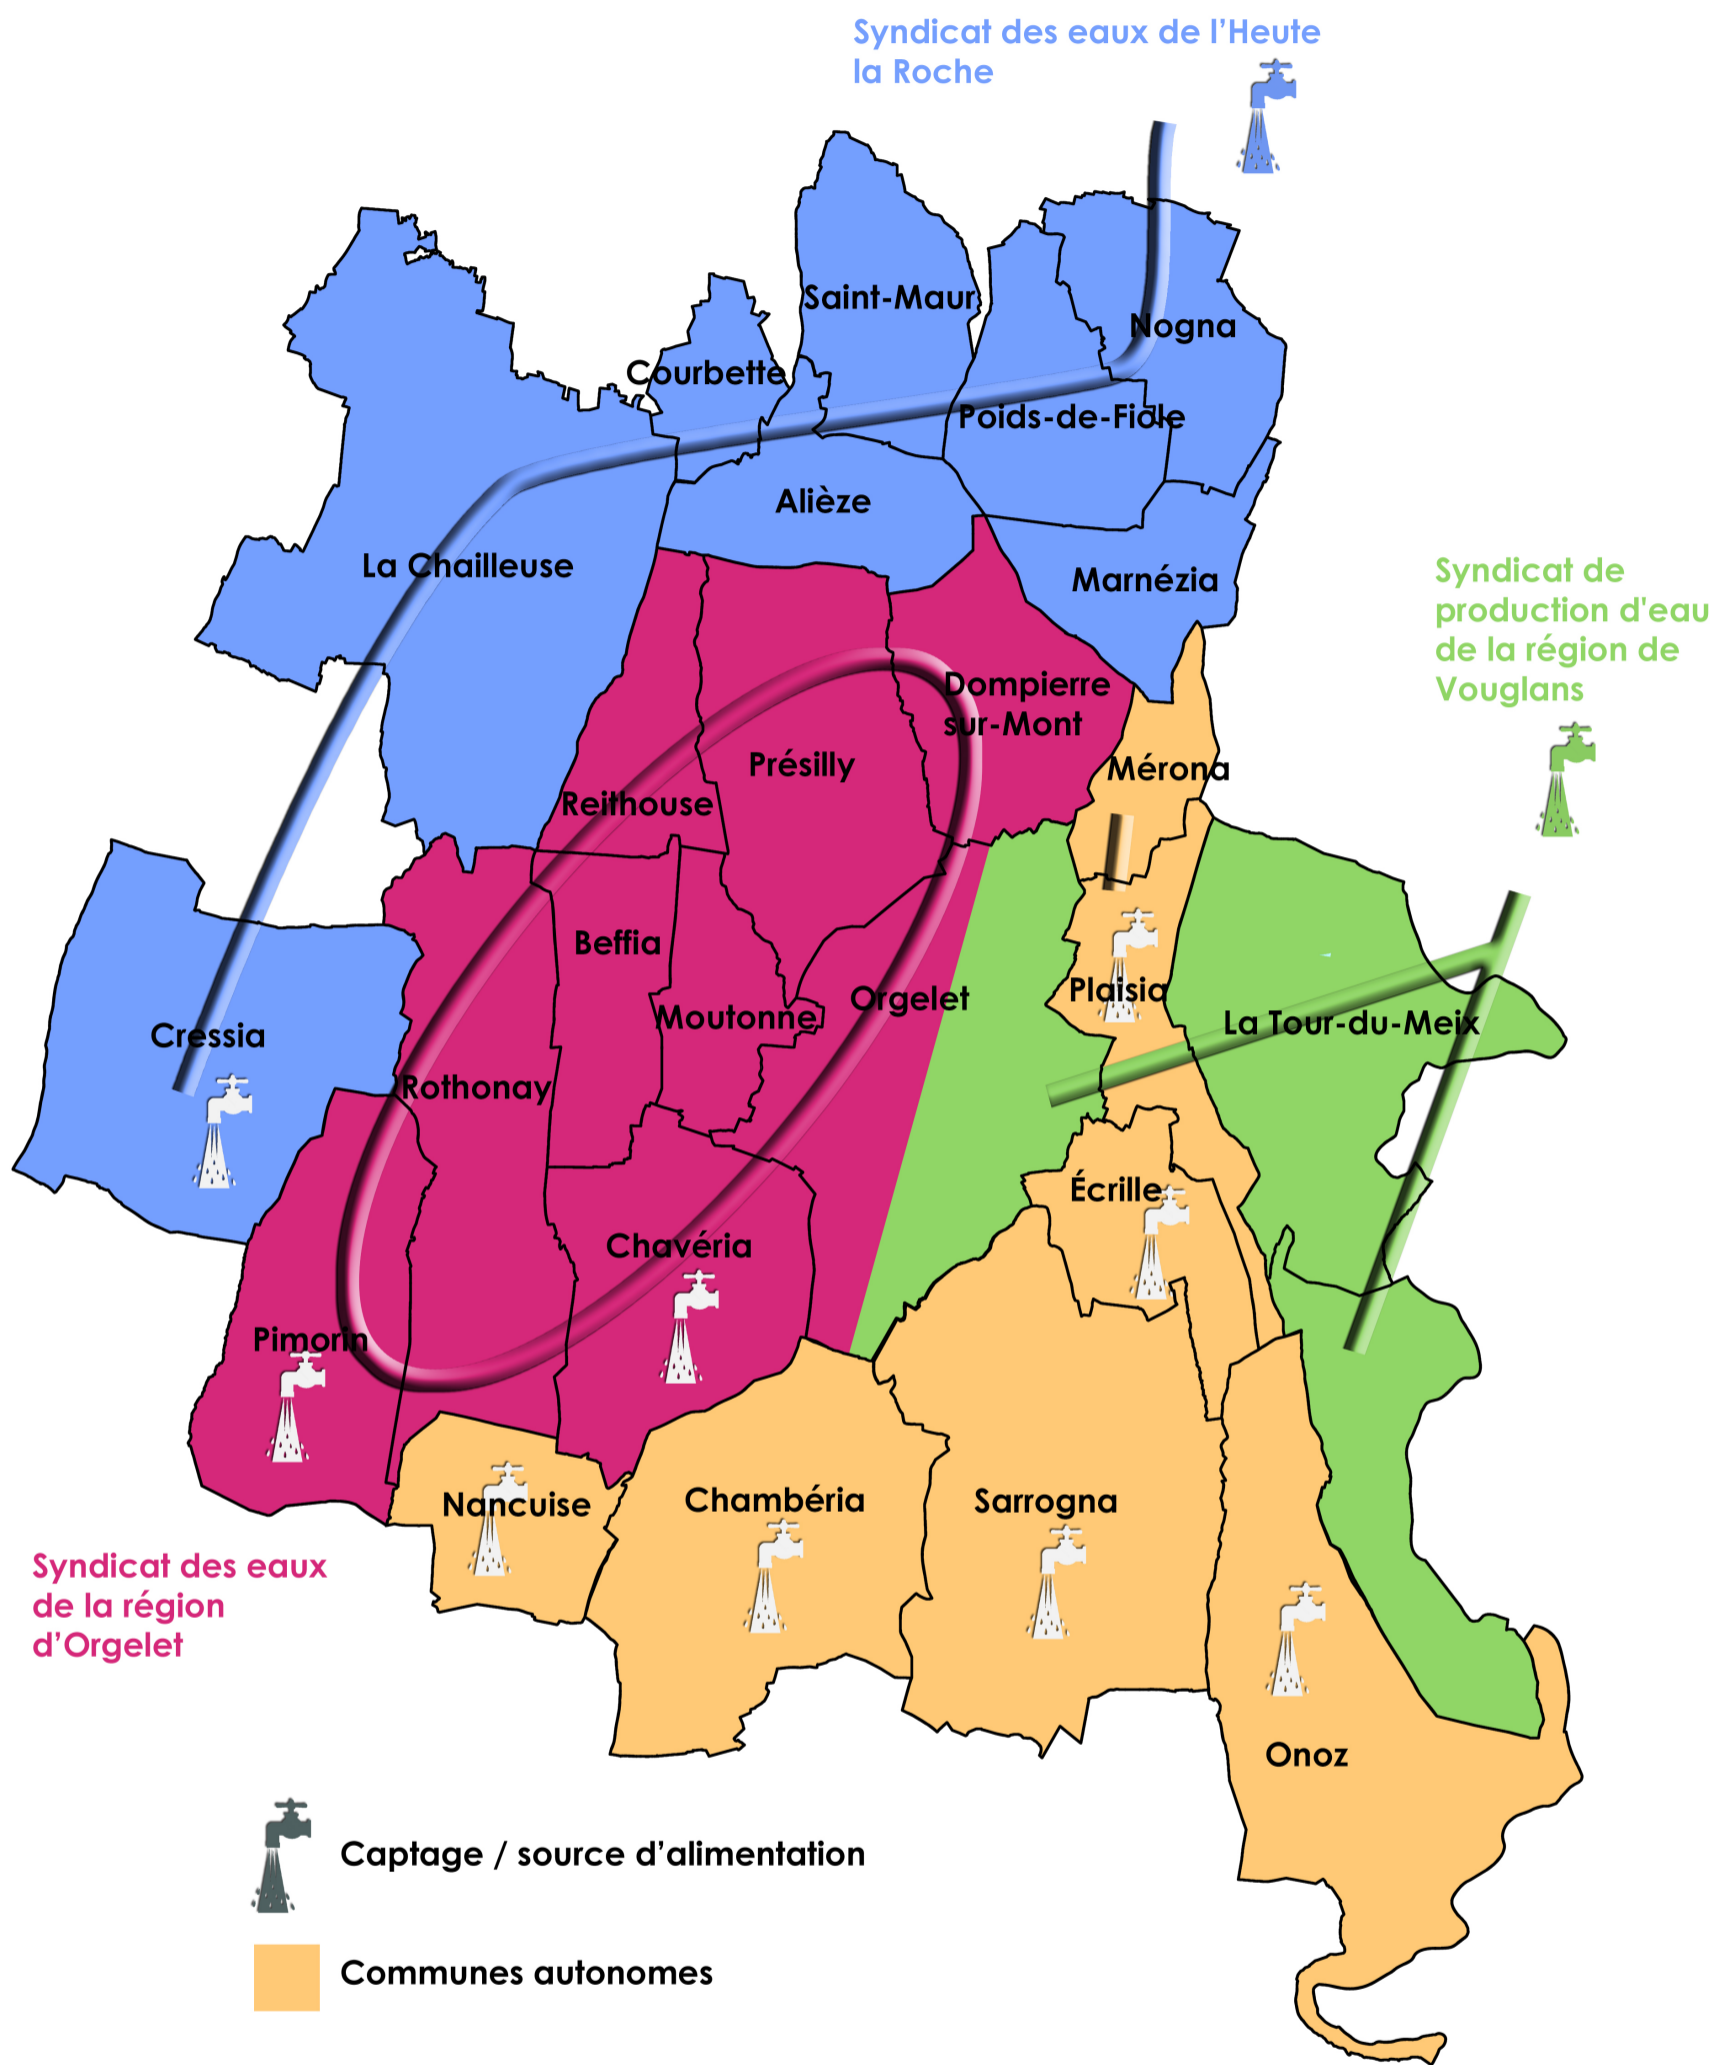 Syndicat des eaux de l’Heute
la Roche
Saint-Maur
Nogna
Courbette
Poids-de-Fiole
Alièze
La Chailleuse
Marnézia
Syndicat de
production d'eau
de la région de
Vouglans
Dompierre
sur-Mont
Présilly
Mérona
Reithouse
Beffia
Plaisia
Orgelet
Moutonne
La Tour-du-Meix
Cressia
Rothonay
Écrille
Chavéria
Pimorin
Nancuise
Chambéria
Sarrogna
Syndicat des eaux
de la région
d’Orgelet
Onoz
Captage / source d’alimentation
Communes autonomes